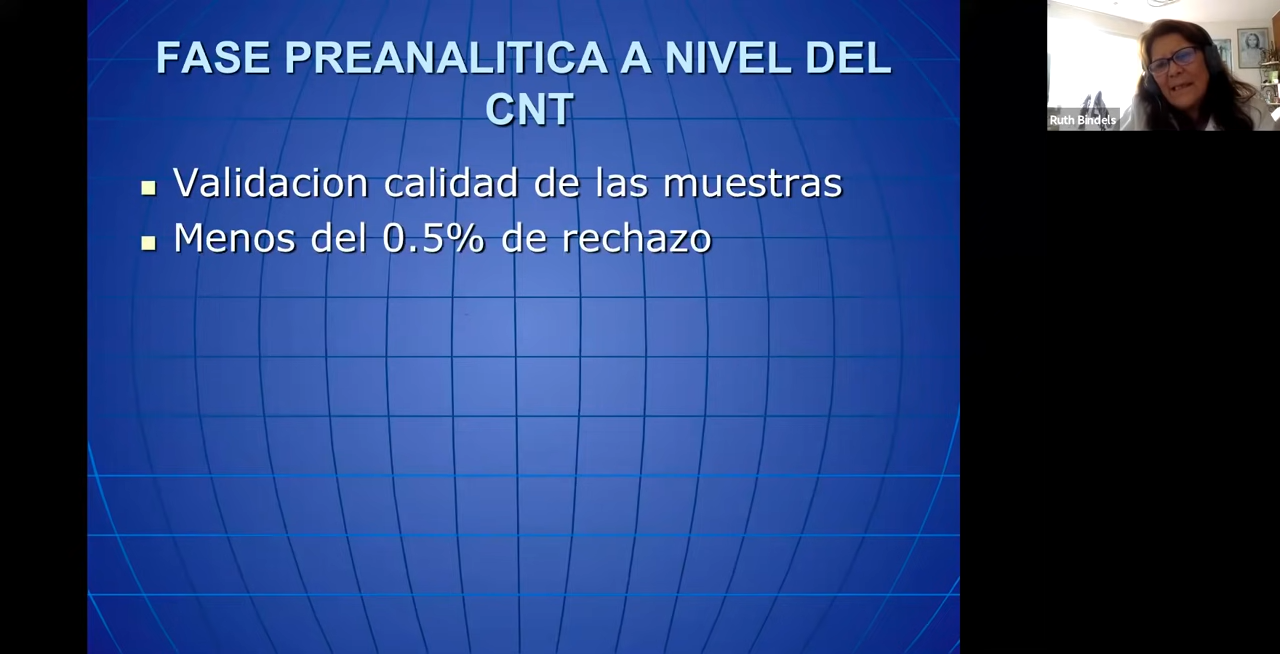 FASE PREANALITICA A NIVEL DEL
CNT
Validacion calidad de las muestras
Menos del 0.5% de rechazo
Ruth Bindels